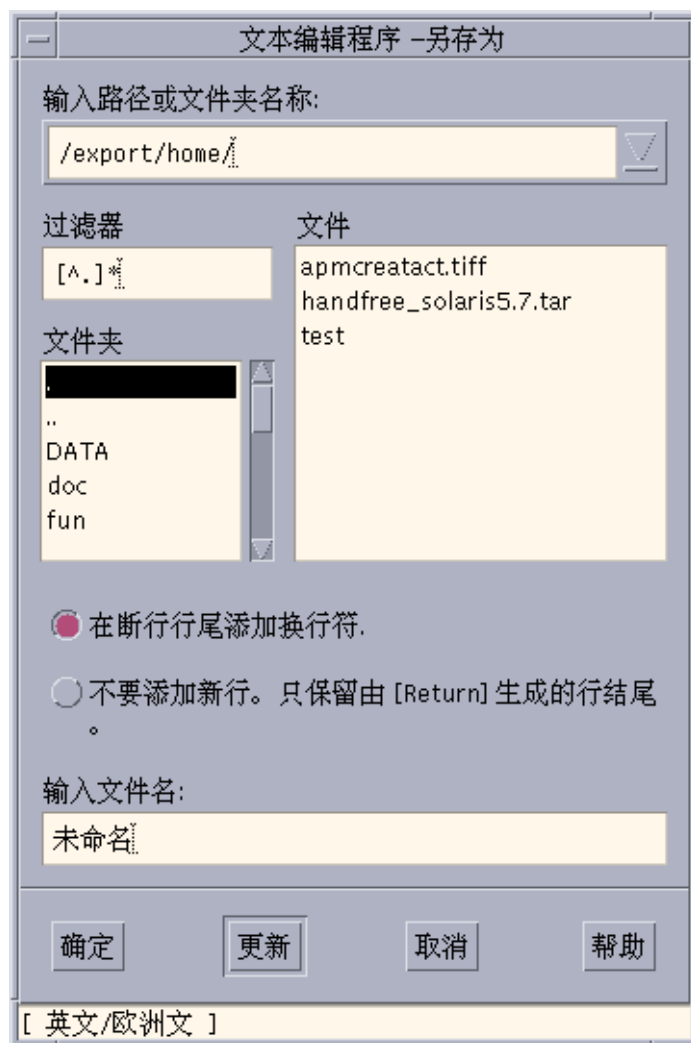 文本编辑程序 –另存为
输入路径或文件夹名称:
/export/home/
过滤器
[^.]*
文件夹
.
..
DATA
doc
fun
文件
apmcreatact.tiff
handfree_solaris5.7.tar
test
在断行行尾添加换行符.
不要添加新行。只保留由 [Return] 生成的行结尾
。
输入文件名:
未命名
确定 更新 取消 帮助
[ 英文/欧洲文 ]